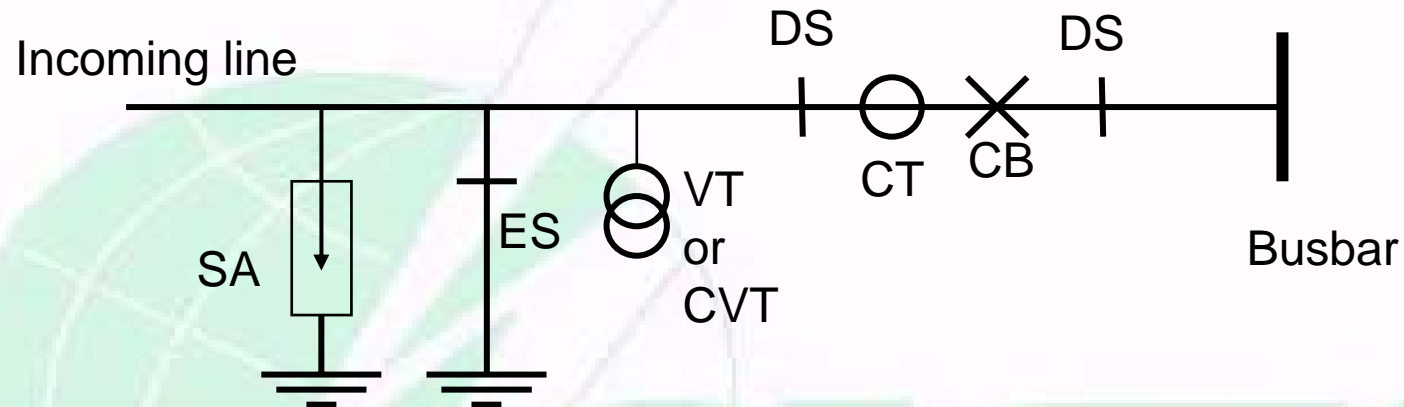 Incoming line
DS
DS
CT
CB
VT
or
CVT
ES
SA
Busbar